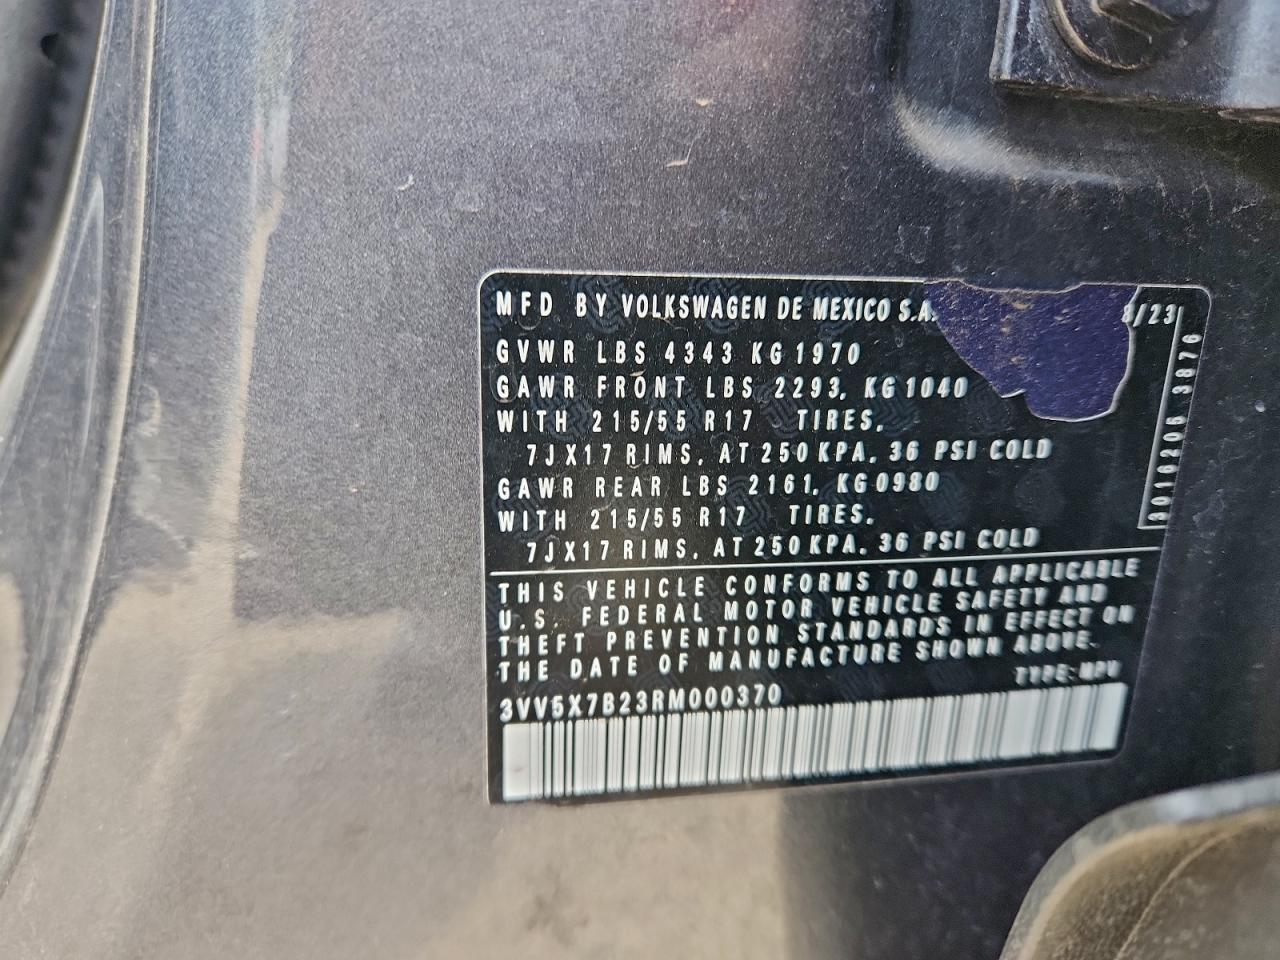 MFD BY VOLKSWAGEN DE MEXICO S.A. 8/23
GVWR LBS 4343 KG 1970
GAWR FRONT LBS 2293, KG 1040
WITH 215/55 R17 TIRES,
7JX17 RIMS, AT 250 KPA, 36 PSI COLD
GAWR REAR LBS 2161, KG 0980
WITH 215/55 R17 TIRES,
7JX17 RIMS, AT 250 KPA, 36 PSI COLD
3016206 3876
THIS VEHICLE CONFORMS TO ALL APPLICABLE
U.S. FEDERAL MOTOR VEHICLE SAFETY AND
THEFT PREVENTION STANDARDS IN EFFECT ON
THE DATE OF MANUFACTURE SHOWN ABOVE.
TYPE: MPV
3VV5X7B23RM000370